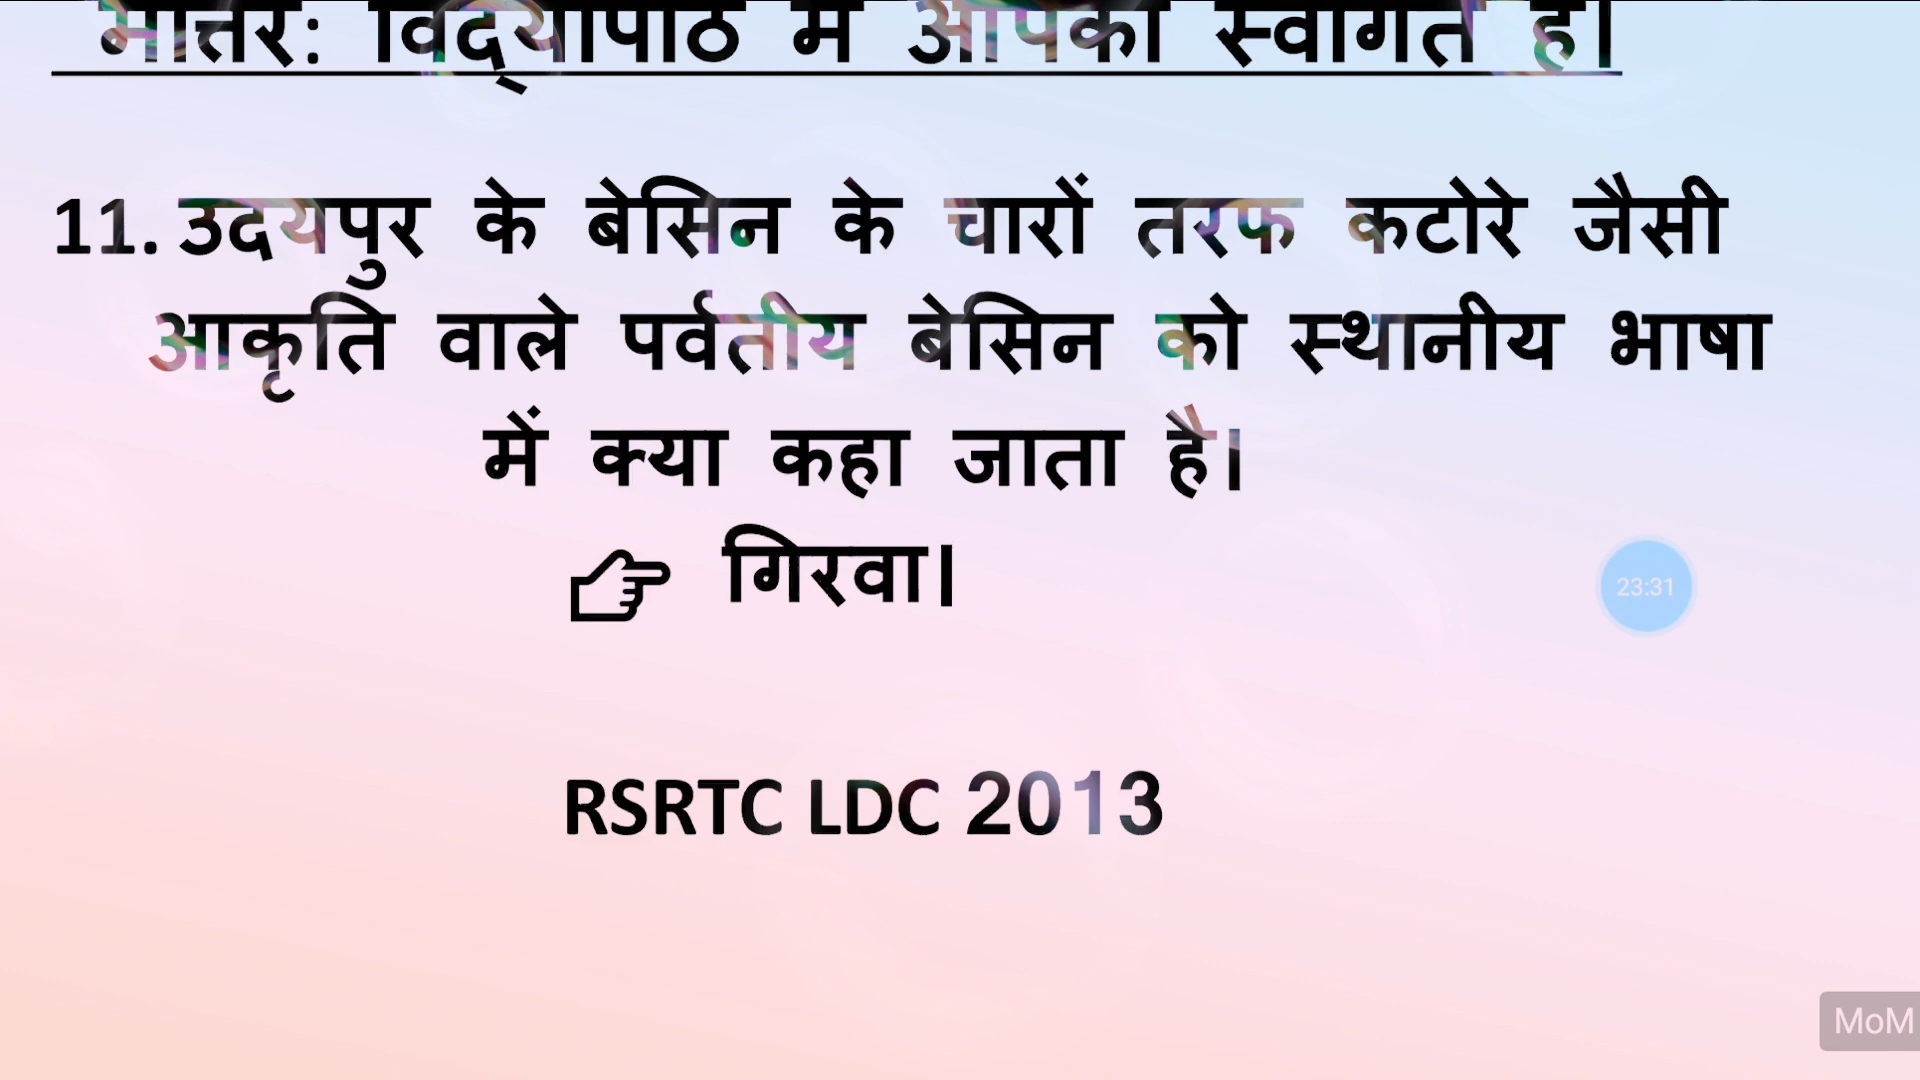 विद्यापीठ में आपका स्वागत है।
11. उदयपुर के बेसिन के चारों तरफ कटोरे जैसी
आकृति वाले पर्वतीय बेसिन को स्थानीय भाषा
में क्या कहा जाता है।
👉 गिरवा।
23:31
RSRTC LDC 2013
MoM